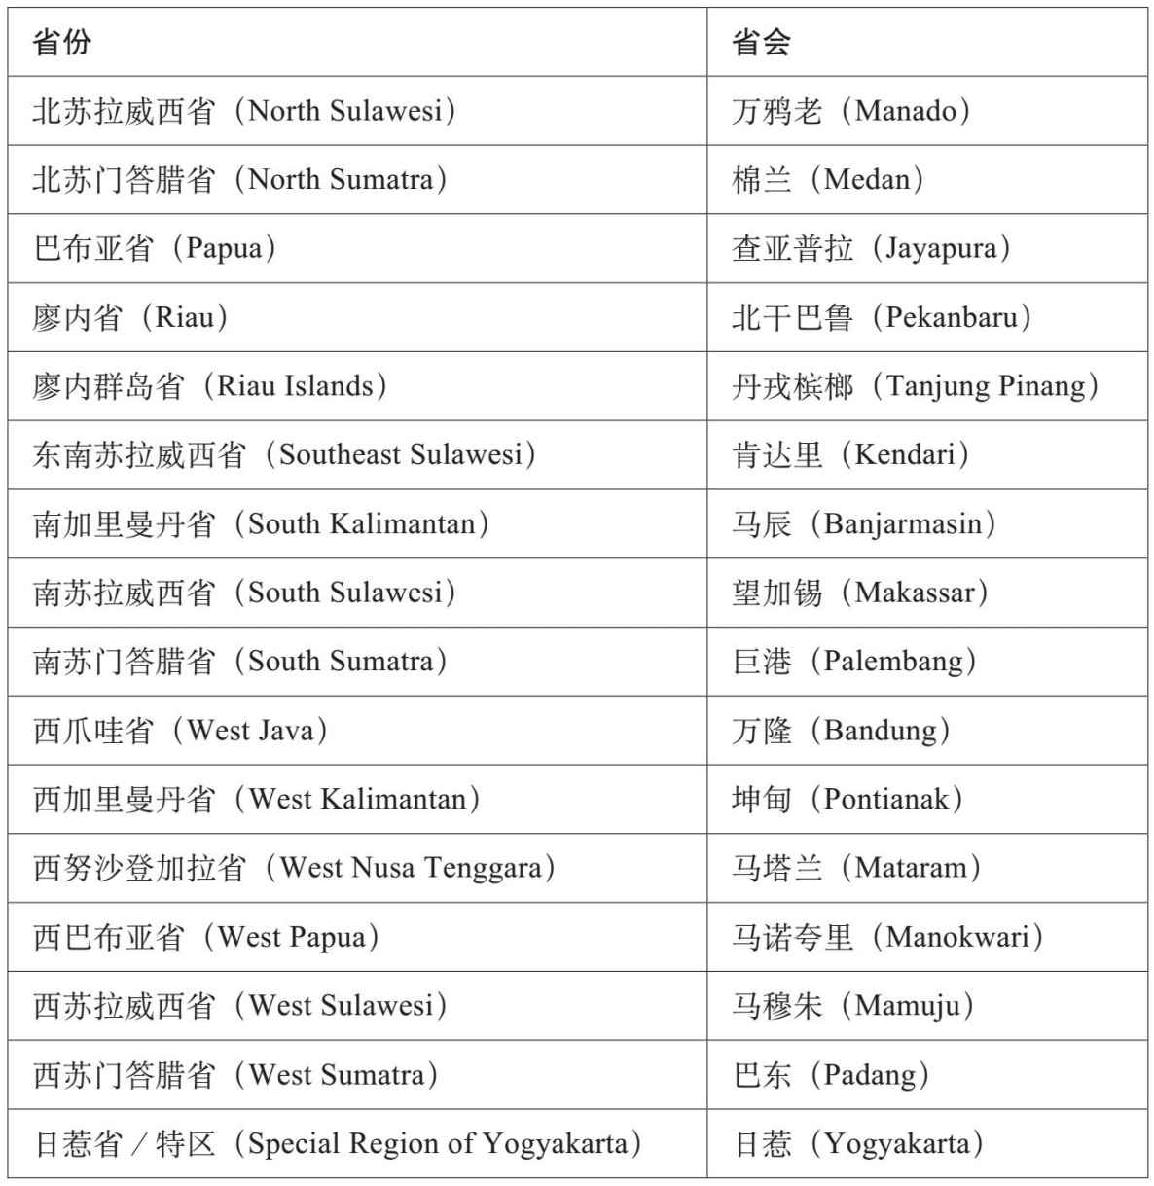 省份 省会
北苏拉威西省（North Sulawesi） 万鸦老（Manado）
北苏门答腊省（North Sumatra） 棉兰（Medan）
巴布亚省（Papua） 查亚普拉（Jayapura）
廖内省（Riau） 北干巴鲁（Pekanbaru）
廖内群岛省（Riau Islands） 丹戎槟榔（Tanjung Pinang）
东南苏拉威西省（Southeast Sulawesi） 肯达里（Kendari）
南加里曼丹省（South Kalimantan） 马辰（Banjarmasin）
南苏拉威西省（South Sulawesi） 望加锡（Makassar）
南苏门答腊省（South Sumatra） 巨港（Palembang）
西爪哇省（West Java） 万隆（Bandung）
西加里曼丹省（West Kalimantan） 坤甸（Pontianak）
西努沙登加拉省（West Nusa Tenggara） 马塔兰（Mataram）
西巴布亚省（West Papua） 马诺夸里（Manokwari）
西苏拉威西省（West Sulawesi） 马穆朱（Mamuju）
西苏门答腊省（West Sumatra） 巴东（Padang）
日惹省／特区（Special Region of Yogyakarta） 日惹（Yogyakarta）